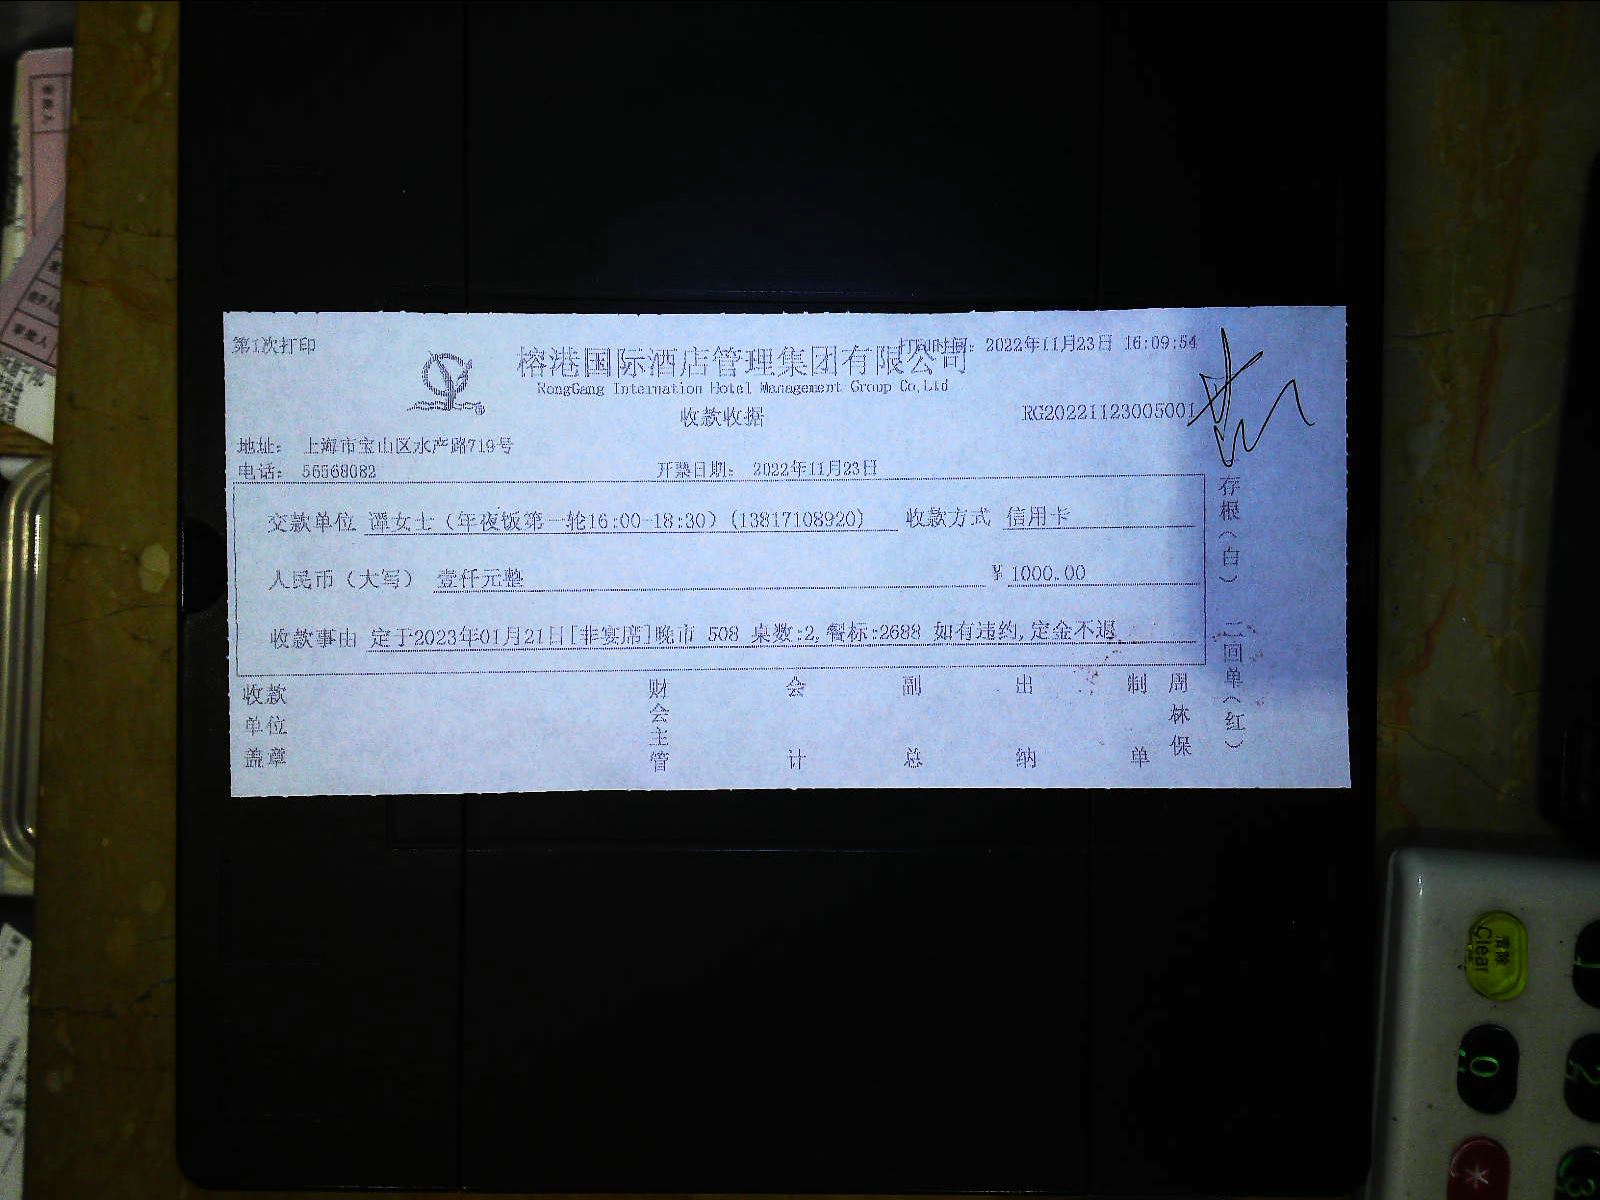 第1次打印
打印时间: 2022年11月23日 16:09:54
榕港国际酒店管理集团有限公司
RongGang Internation Hotel Management Group Co,Ltd
收款收据
RG20221123005001
地址: 上海市宝山区水产路719号
电话: 56568082
开票日期: 2022年11月23日
交款单位 谭女士(年夜饭第一轮16:00-18:30)(13817108920) 收款方式 信用卡
人民币(大写) 壹仟元整 ¥ 1000.00
收款事由 定于2023年01月21日[非宴席]晚市 508 桌数:2,餐标:2688 如有违约,定金不退
收款单位盖章
财会主管
会计
副总
出纳
制单
周林保
存根(白)
二回单(红)
清除
Clear
0
2
3
*